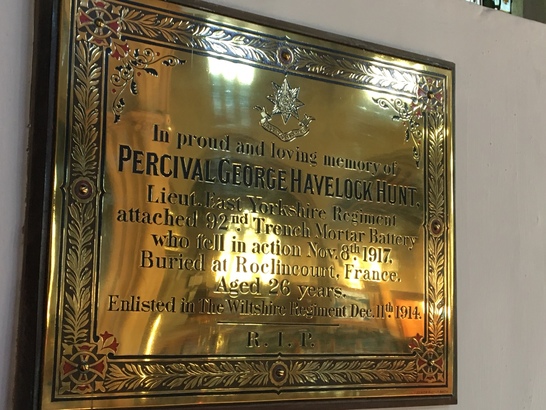 In proud and loving memory of
PERCIVAL GEORGE HAVELOCK HUNT,
Lieut. East Yorkshire Regiment
attached 92nd Trench Mortar Battery
who fell in action Nov. 8th 1917.
Buried at Roclincourt, France.
Aged 26 years.
Enlisted in The Wiltshire Regiment Dec. 11th 1914.
R. I. P.